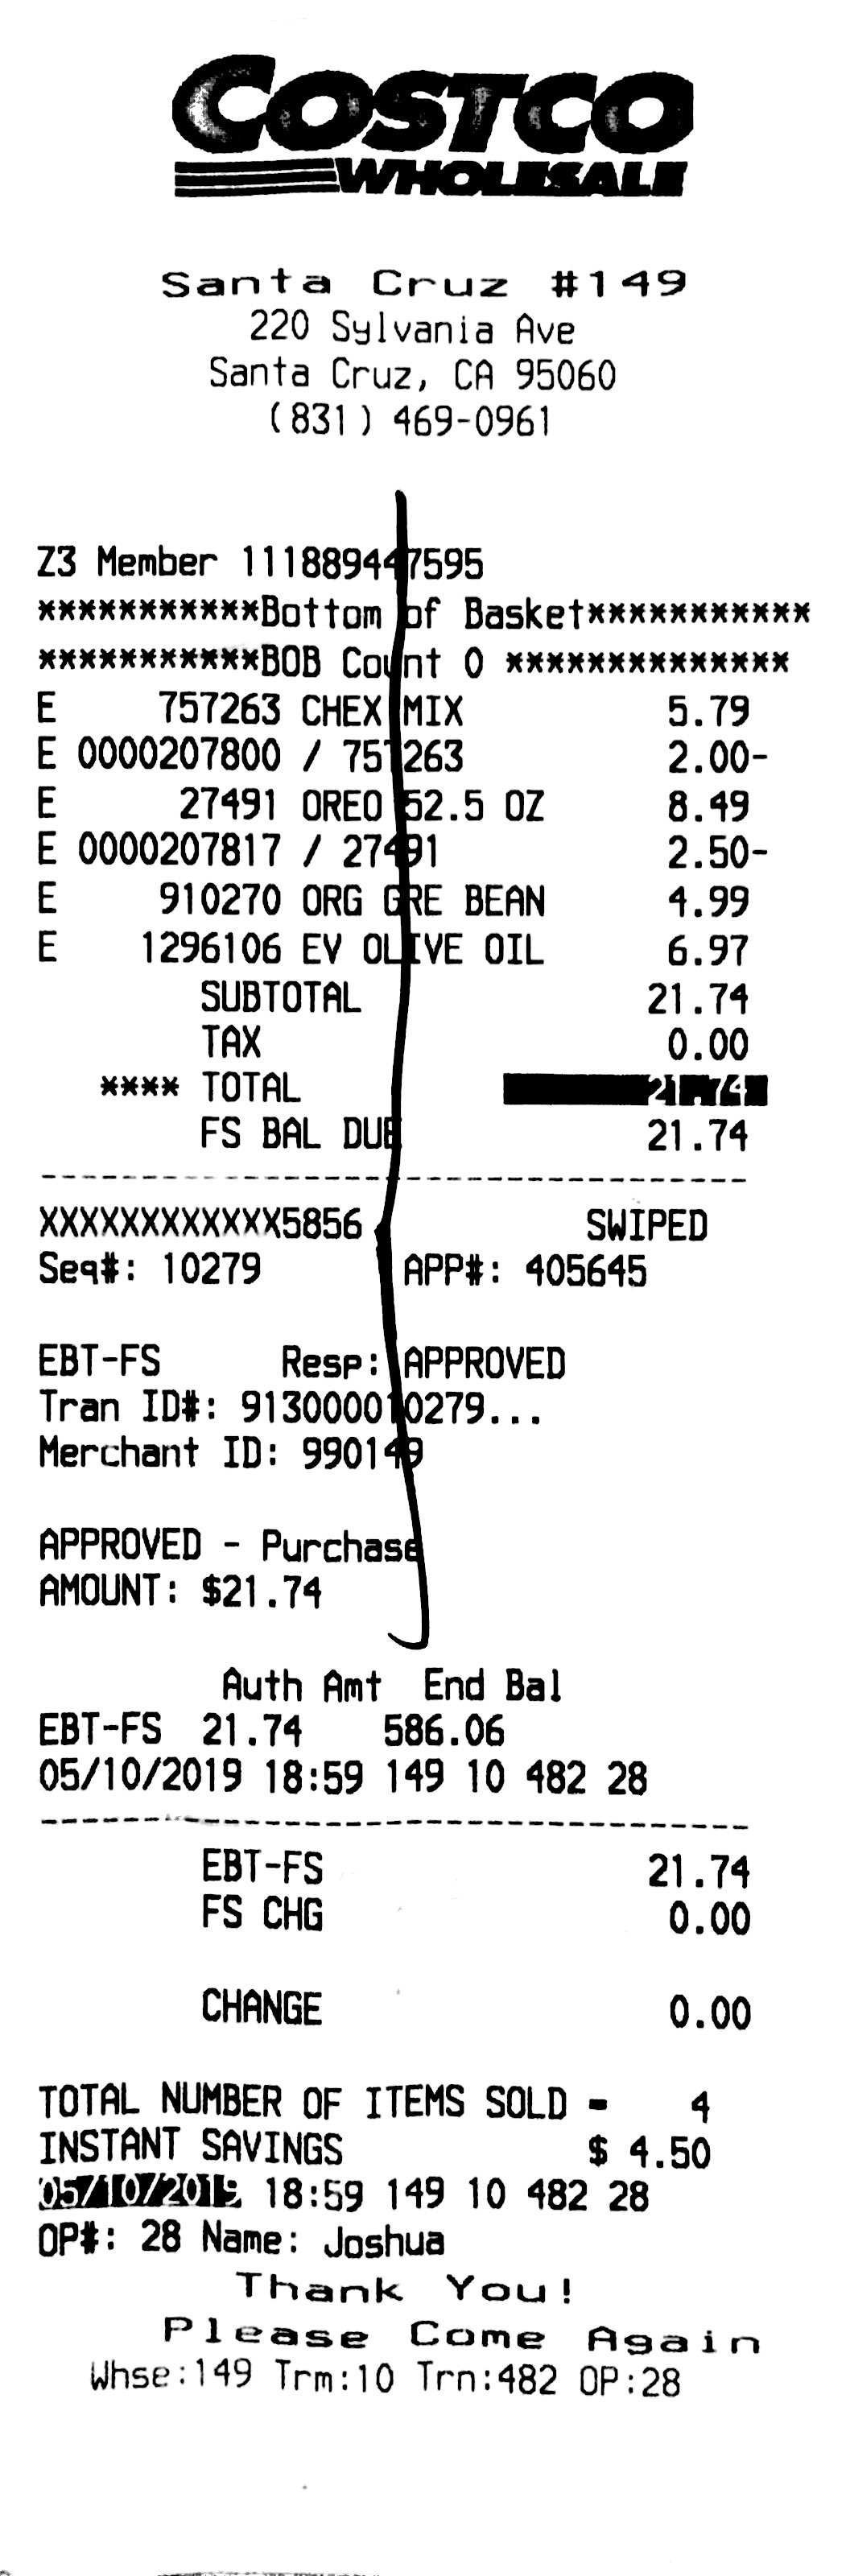 COSTCO
WHOLESALE
Santa Cruz #149
220 Sylvania Ave
Santa Cruz, CA 95060
(831) 469-0961
Z3 Member 111889447595
***********Bottom of Basket***********
***********BOB Count 0 **************
E 757263 CHEX MIX 5.79
E 0000207800 / 757263 2.00-
E 27491 OREO 52.5 OZ 8.49
E 0000207817 / 27491 2.50-
E 910270 ORG GRE BEAN 4.99
E 1296106 EV OLIVE OIL 6.97
SUBTOTAL 21.74
TAX 0.00
**** TOTAL 21.74
FS BAL DUE 21.74
-----------------------------------
XXXXXXXXXXXX5856 SWIPED
Seq#: 10279 APP#: 405645
EBT-FS Resp: APPROVED
Tran ID#: 913000010279...
Merchant ID: 990149
APPROVED - Purchase
AMOUNT: $21.74
Auth Amt End Bal
EBT-FS 21.74 586.06
05/10/2019 18:59 149 10 482 28
-----------------------------------
EBT-FS 21.74
FS CHG 0.00
CHANGE 0.00
TOTAL NUMBER OF ITEMS SOLD = 4
INSTANT SAVINGS $ 4.50
05/10/2019 18:59 149 10 482 28
OP#: 28 Name: Joshua
Thank You!
Please Come Again
Whse:149 Trm:10 Trn:482 OP:28